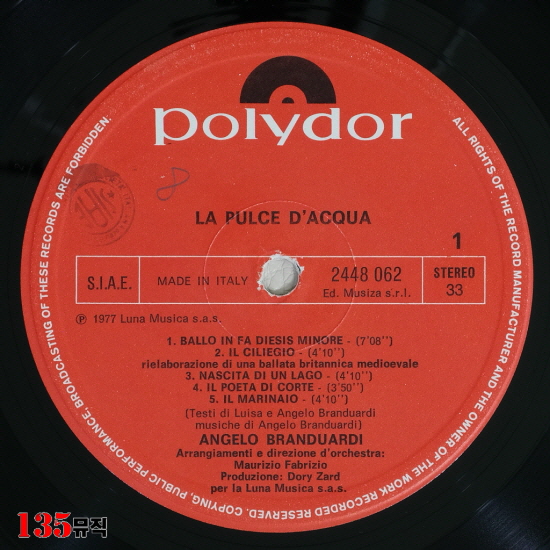 polydor
ALL RIGHTS OF THE RECORD MANUFACTURER AND OF THE OWNER OF THE WORK RECORDED RESERVED. COPYING, PUBLIC PERFORMANCE, BROADCASTING OF THESE RECORDS ARE FORBIDDEN.
8
LA PULCE D'ACQUA
1
S.I.A.E.
MADE IN ITALY
2448 062
Ed. Musiza s.r.l.
STEREO
33
℗ 1977 Luna Musica s.a.s.
1. BALLO IN FA DIESIS MINORE - (7'08'')
2. IL CILIEGIO - (4'10'')
rielaborazione di una ballata britannica medioevale
3. NASCITA DI UN LAGO - (4'10'')
4. IL POETA DI CORTE - (3'50'')
5. IL MARINAIO - (4'10'')
(Testi di Luisa e Angelo Branduardi
musiche di Angelo Branduardi)
ANGELO BRANDUARDI
Arrangiamenti e direzione d'orchestra:
Maurizio Fabrizio
Produzione: Dory Zard
per la Luna Musica s.a.s.
135뮤직